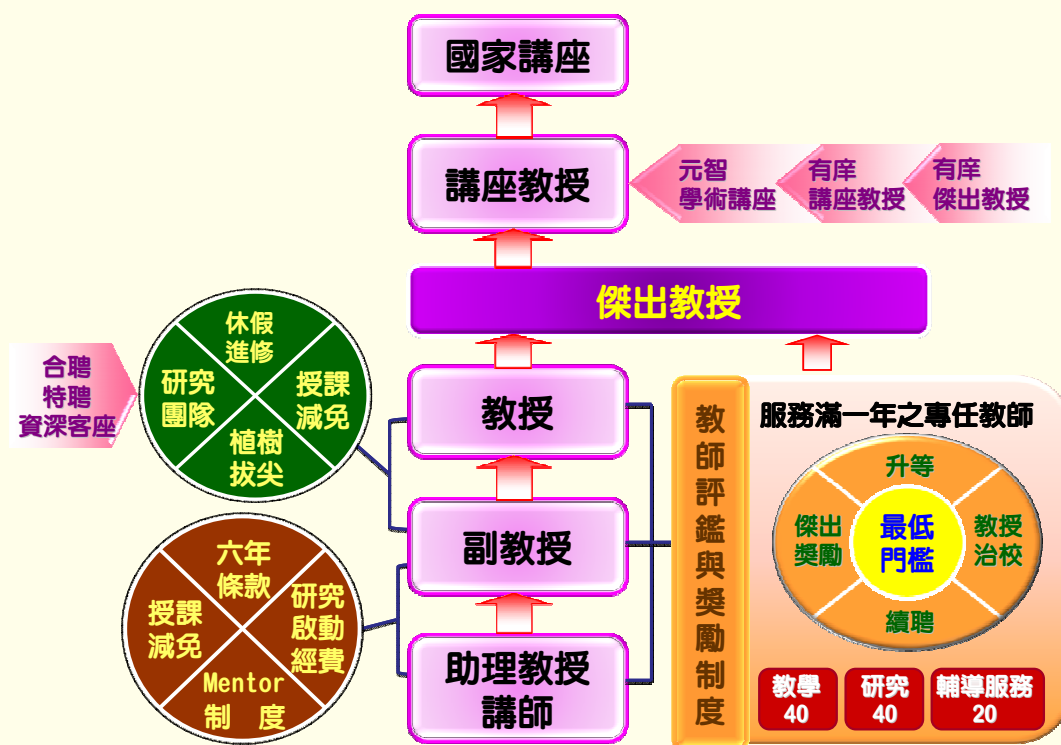 國家講座
講座教授
元智
學術講座
有庠
講座教授
有庠
傑出教授
傑出教授
合聘
特聘
資深客座
休假
進修
研究
團隊
授課
減免
植樹
拔尖
教授
副教授
助理教授
講師
六年
條款
授課
減免
研究
啟動
經費
Mentor
制 度
教師評鑑與獎勵制度
服務滿一年之專任教師
升等
傑出
獎勵
最低
門檻
教授
治校
續聘
教學
40
研究
40
輔導服務
20